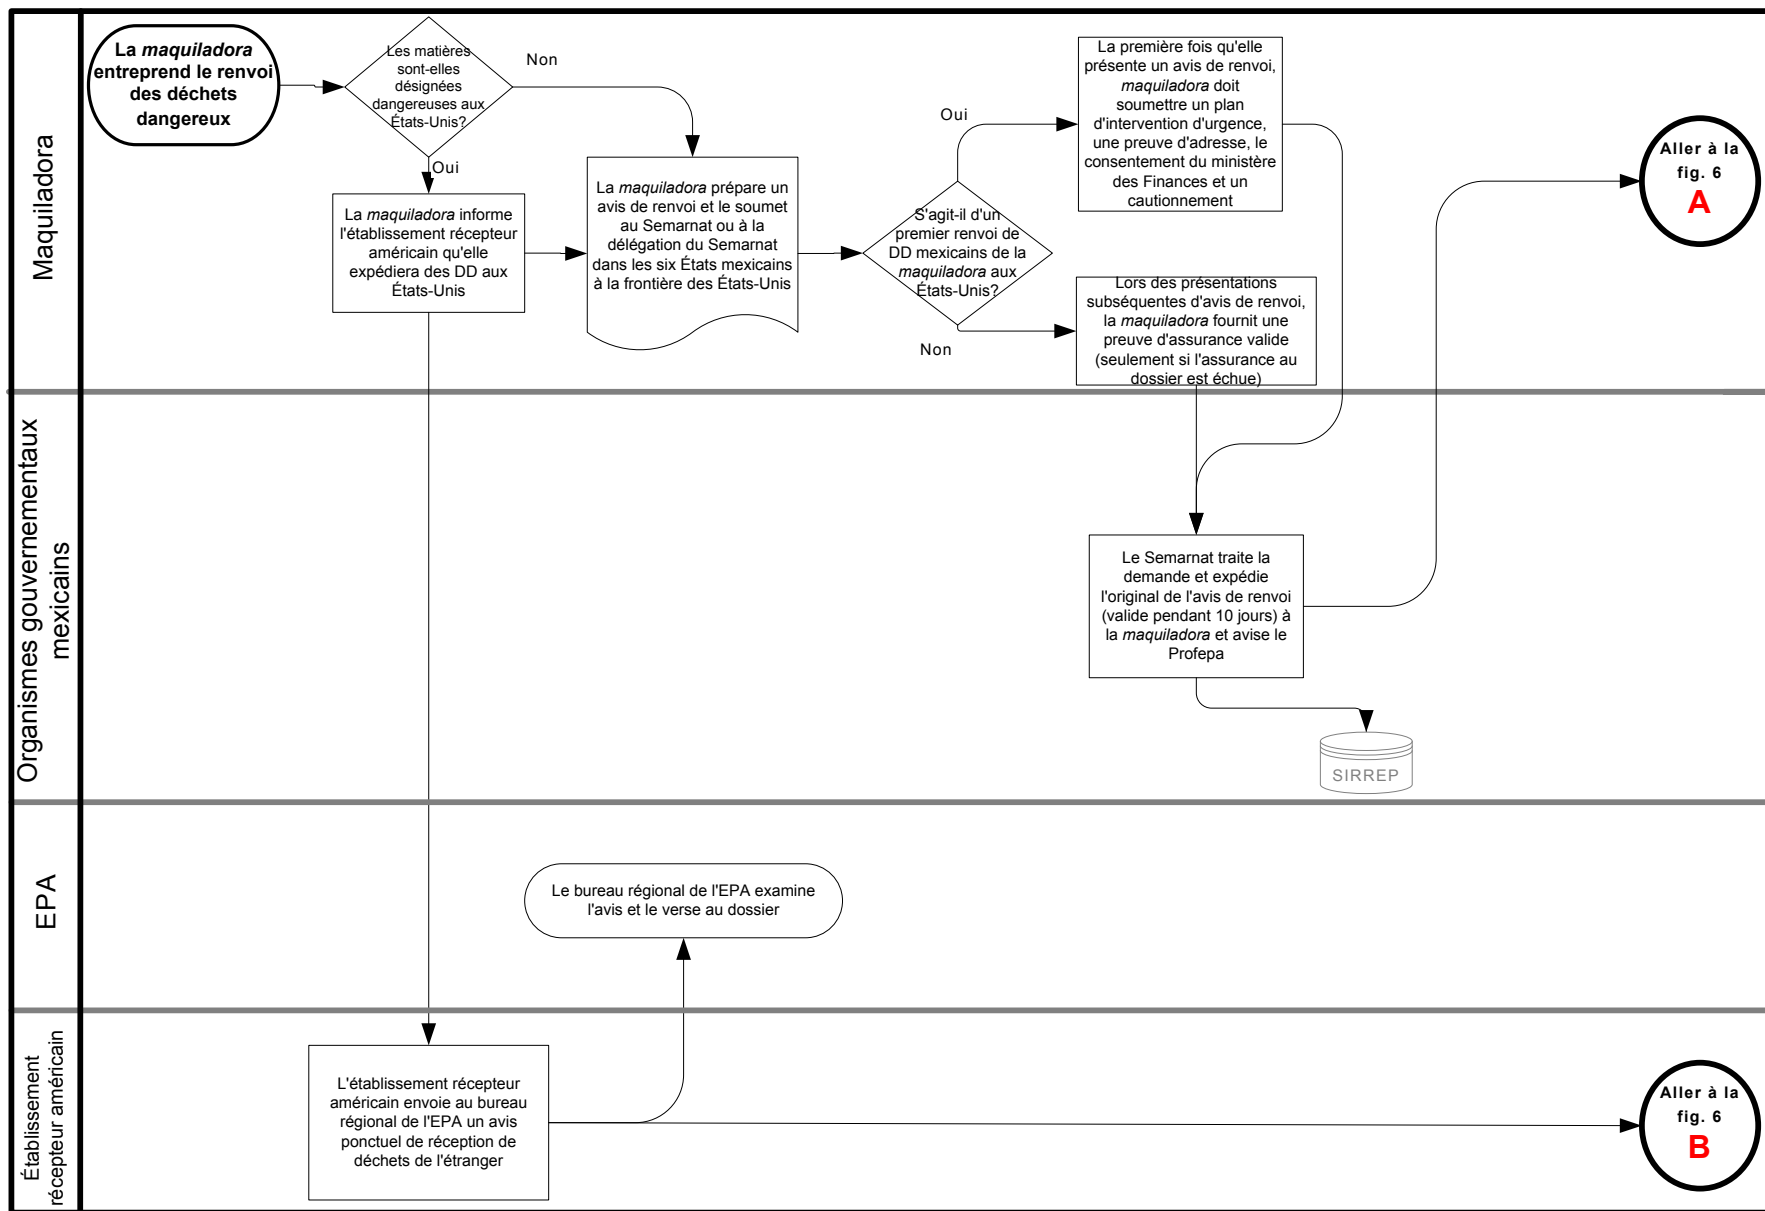 Maquiladora
La maquiladora
entreprend le renvoi
des déchets
dangereux
Les matières
sont-elles
désignées
dangereuses aux
États-Unis?
Non
Oui
La maquiladora informe
l'établissement récepteur
américain qu'elle
expédiera des DD aux
États-Unis
La maquiladora prépare un
avis de renvoi et le soumet
au Semarnat ou à la
délégation du Semarnat
dans les six États mexicains
à la frontière des États-Unis
S'agit-il d'un
premier renvoi de
DD mexicains de la
maquiladora aux
États-Unis?
Oui
Non
La première fois qu'elle
présente un avis de renvoi,
maquiladora doit
soumettre un plan
d'intervention d'urgence,
une preuve d'adresse, le
consentement du ministère
des Finances et un
cautionnement
Lors des présentations
subséquentes d'avis de renvoi,
la maquiladora fournit une
preuve d'assurance valide
(seulement si l'assurance au
dossier est échue)
Aller à la
fig. 6
A
Organismes gouvernementaux
mexicains
Le Semarnat traite la
demande et expédie
l'original de l'avis de renvoi
(valide pendant 10 jours) à
la maquiladora et avise le
Profepa
SIRREP
EPA
Le bureau régional de l'EPA examine
l'avis et le verse au dossier
Établissement
récepteur américain
L'établissement récepteur
américain envoie au bureau
régional de l'EPA un avis
ponctuel de réception de
déchets de l'étranger
Aller à la
fig. 6
B